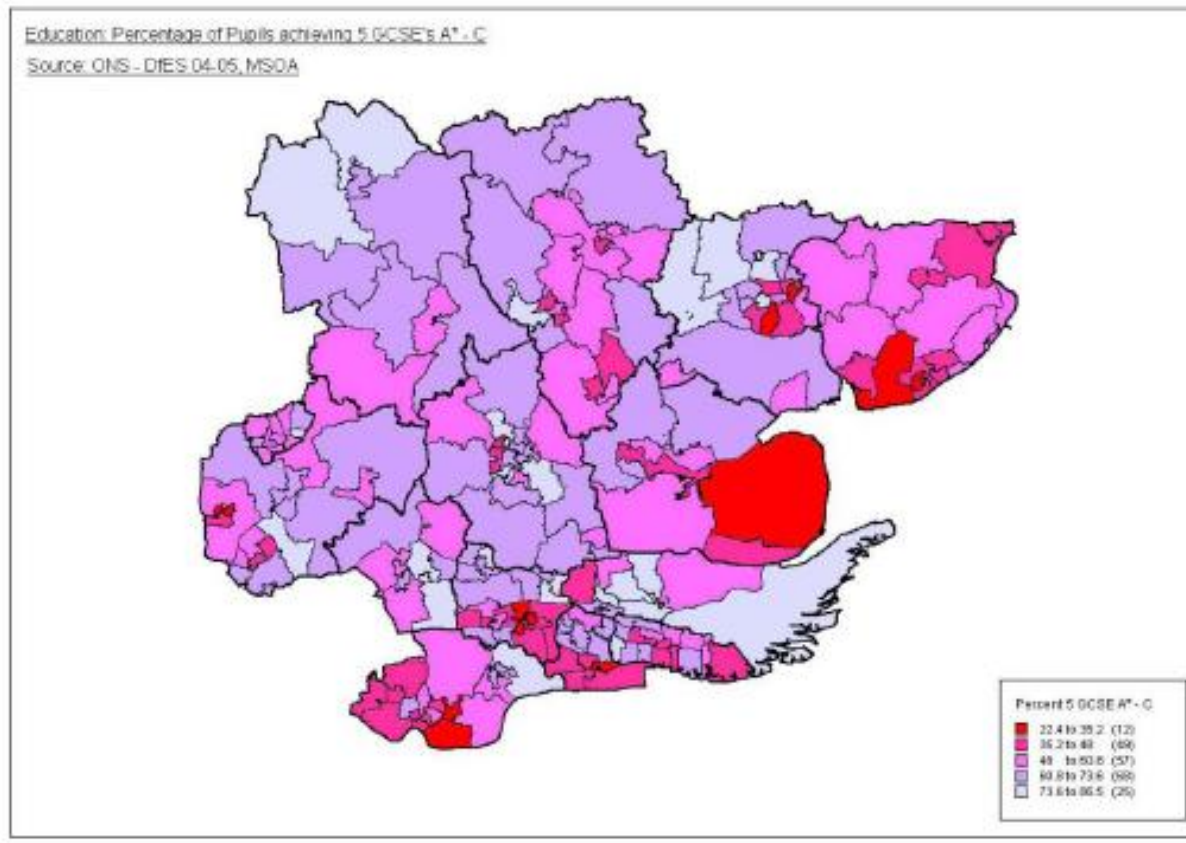 Education: Percentage of Pupils achieving 5 GCSE's A* - C
Source: ONS - DfES 04-05, MSOA
Percent 5 GCSE A* - C
22.4 to 35.2 (12)
35.2 to 48 (49)
48 to 60.8 (57)
60.8 to 73.6 (68)
73.6 to 86.5 (25)